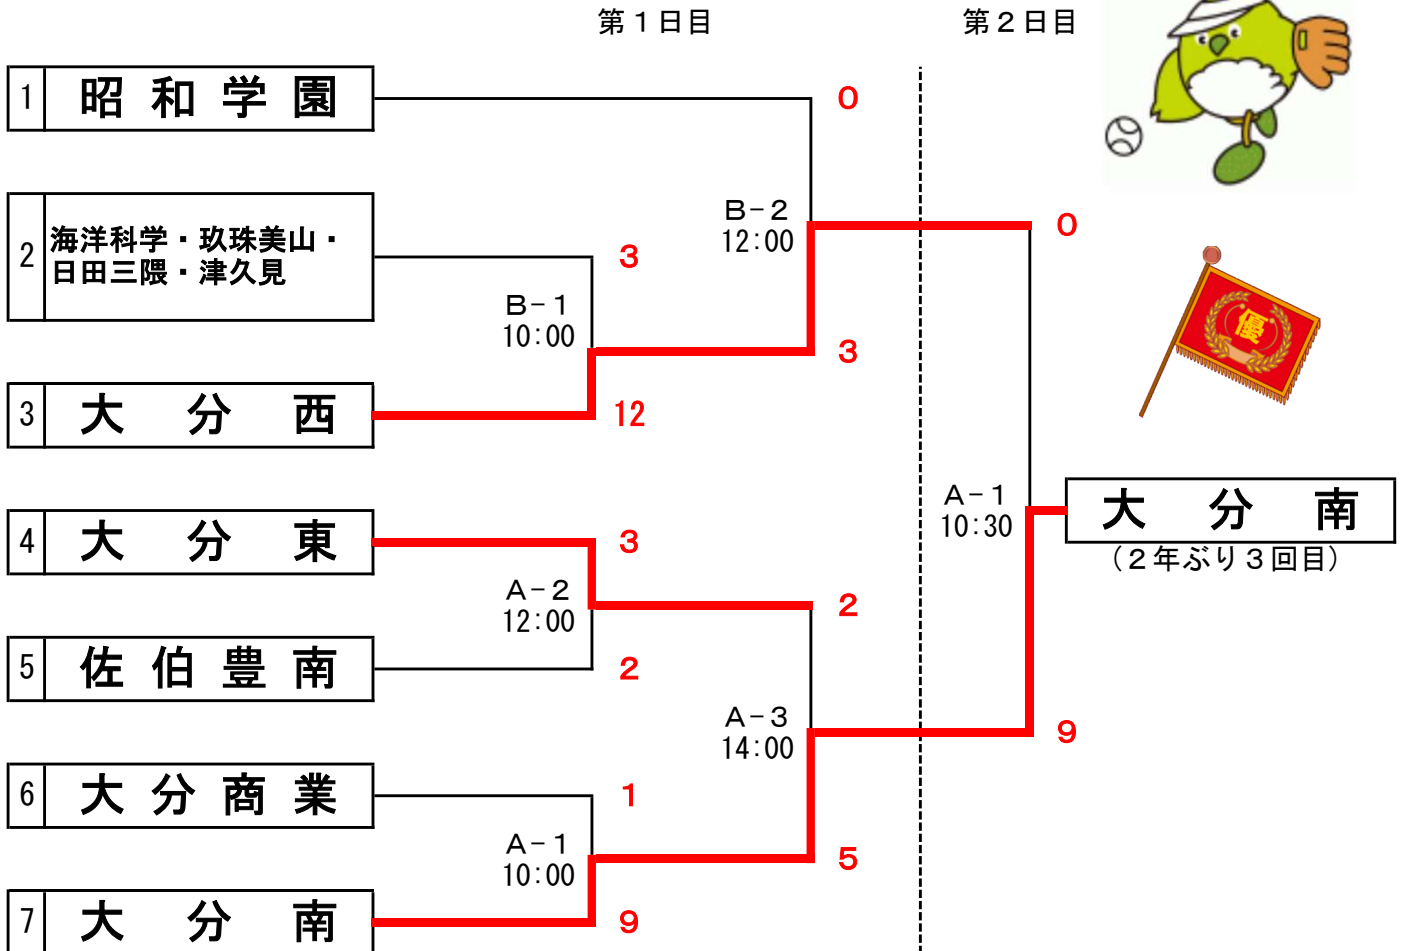 第１日目
第２日目
1 昭和学園
0
2 海洋科学・玖珠美山・
日田三隈・津久見
3
B-1
10:00
B-2
12:00
0
3
3 大分西
12
優
4 大分東
3
A-2
12:00
2
A-1
10:30
大分南
（２年ぶり３回目）
5 佐伯豊南
2
A-3
14:00
9
6 大分商業
1
A-1
10:00
5
7 大分南
9